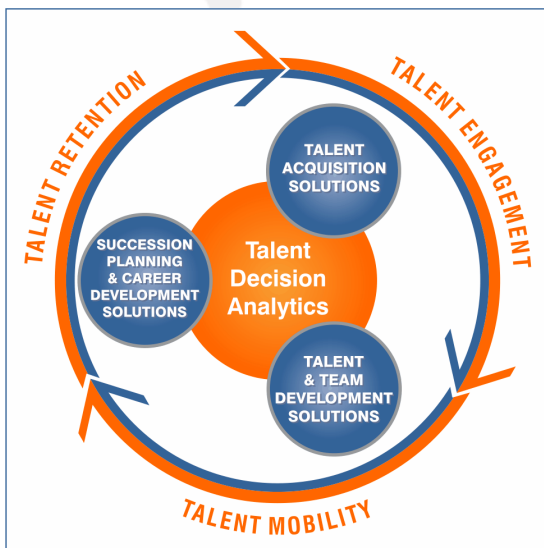 TALENT RETENTION
TALENT ENGAGEMENT
TALENT
ACQUISITION
SOLUTIONS
SUCCESSION
PLANNING
& CAREER
DEVELOPMENT
SOLUTIONS
Talent
Decision
Analytics
TALENT
& TEAM
DEVELOPMENT
SOLUTIONS
TALENT MOBILITY